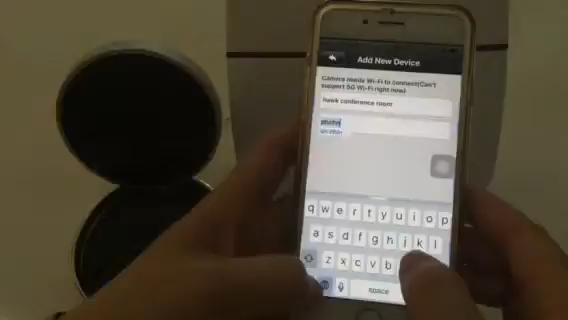 Add New Device
Camera needs Wi-Fi to connect(Can't
support 5G Wi-Fi right now)
hawk conference room
q w e r t y u i o p
a s d f g h j k l
z x c v b
space